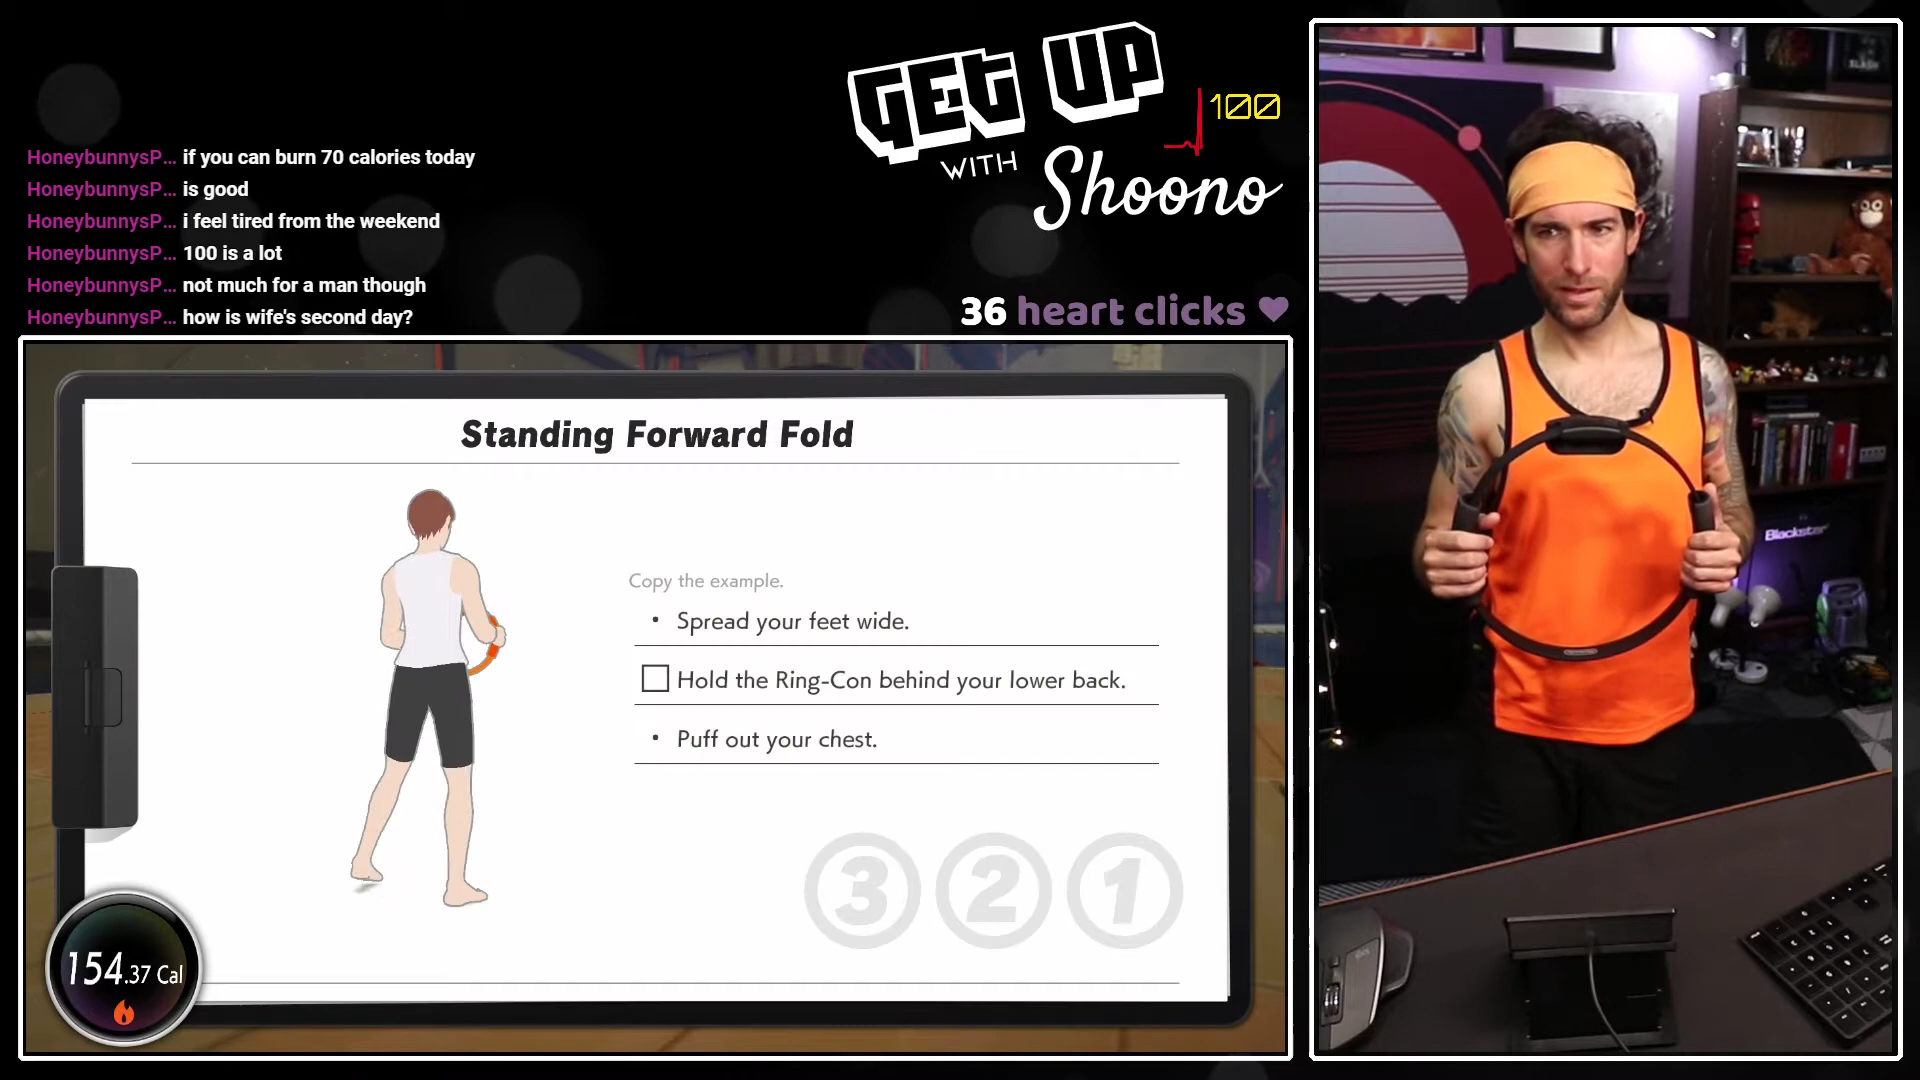 GET UP
WITH
Shoono
100
HoneybunnysP... if you can burn 70 calories today
HoneybunnysP... is good
HoneybunnysP... i feel tired from the weekend
HoneybunnysP... 100 is a lot
HoneybunnysP... not much for a man though
HoneybunnysP... how is wife's second day?
36 heart clicks
Standing Forward Fold
Copy the example.
• Spread your feet wide.
Hold the Ring-Con behind your lower back.
• Puff out your chest.
3 2 1
154.37 Cal
Blackstar